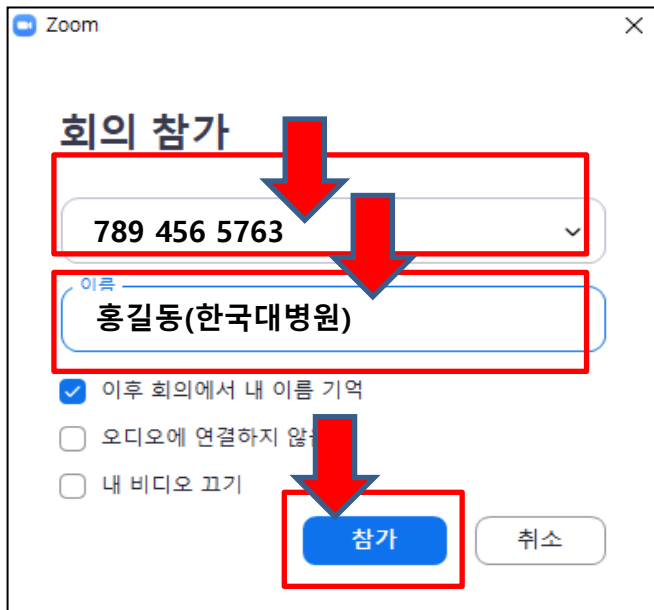 Zoom
회의 참가
789 456 5763
이름
홍길동(한국대병원)
이후 회의에서 내 이름 기억
오디오에 연결하지 않
내 비디오 끄기
참가 취소